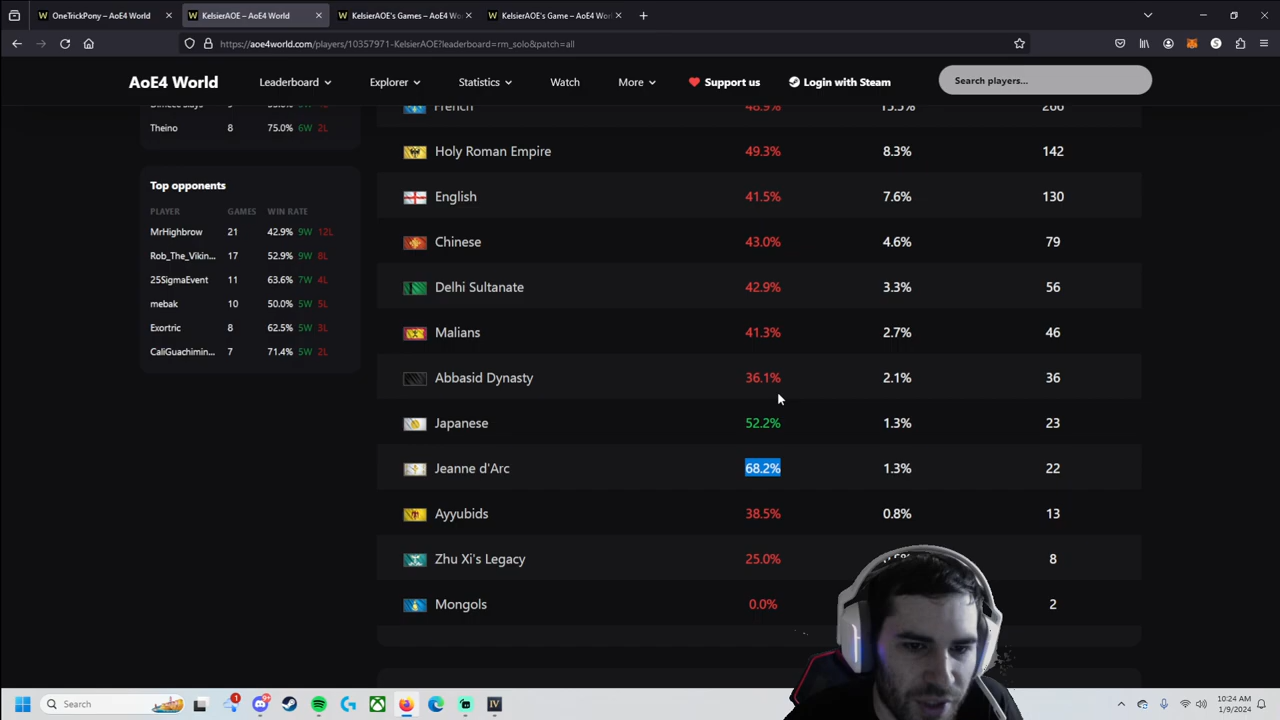 OneTrickPony – AoE4 World
KelsierAOE – AoE4 World
KelsierAOE's Games – AoE4 Wo
KelsierAOE's Game – AoE4 World
https://aoe4world.com/players/10357971-KelsierAOE?leaderboard=rm_solo&patch=all
AoE4 World
Leaderboard
Explorer
Statistics
Watch
More
Support us
Login with Steam
Search players...
French 48.9% 15.5% 266
Theino 8 75.0% 6W 2L
Holy Roman Empire 49.3% 8.3% 142
Top opponents
English 41.5% 7.6% 130
PLAYER GAMES WIN RATE
MrHighbrow 21 42.9% 9W 12L
Chinese 43.0% 4.6% 79
Rob_The_Vikin... 17 52.9% 9W 8L
25SigmaEvent 11 63.6% 7W 4L
Delhi Sultanate 42.9% 3.3% 56
mebak 10 50.0% 5W 5L
Exortric 8 62.5% 5W 3L
Malians 41.3% 2.7% 46
CaliGuachimin... 7 71.4% 5W 2L
Abbasid Dynasty 36.1% 2.1% 36
Japanese 52.2% 1.3% 23
Jeanne d'Arc 68.2% 1.3% 22
Ayyubids 38.5% 0.8% 13
Zhu Xi's Legacy 25.0% 8
Mongols 0.0% 2
Search
10:24 AM
1/9/2024